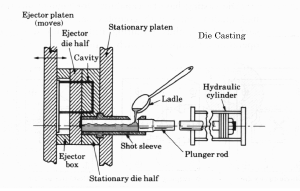 Ejector platen
(moves)
Ejector
die half
Cavity
Stationary platen
Die Casting
Hydraulic
cylinder
Ladle
Shot sleeve
Plunger rod
Ejector
box
Stationary die half